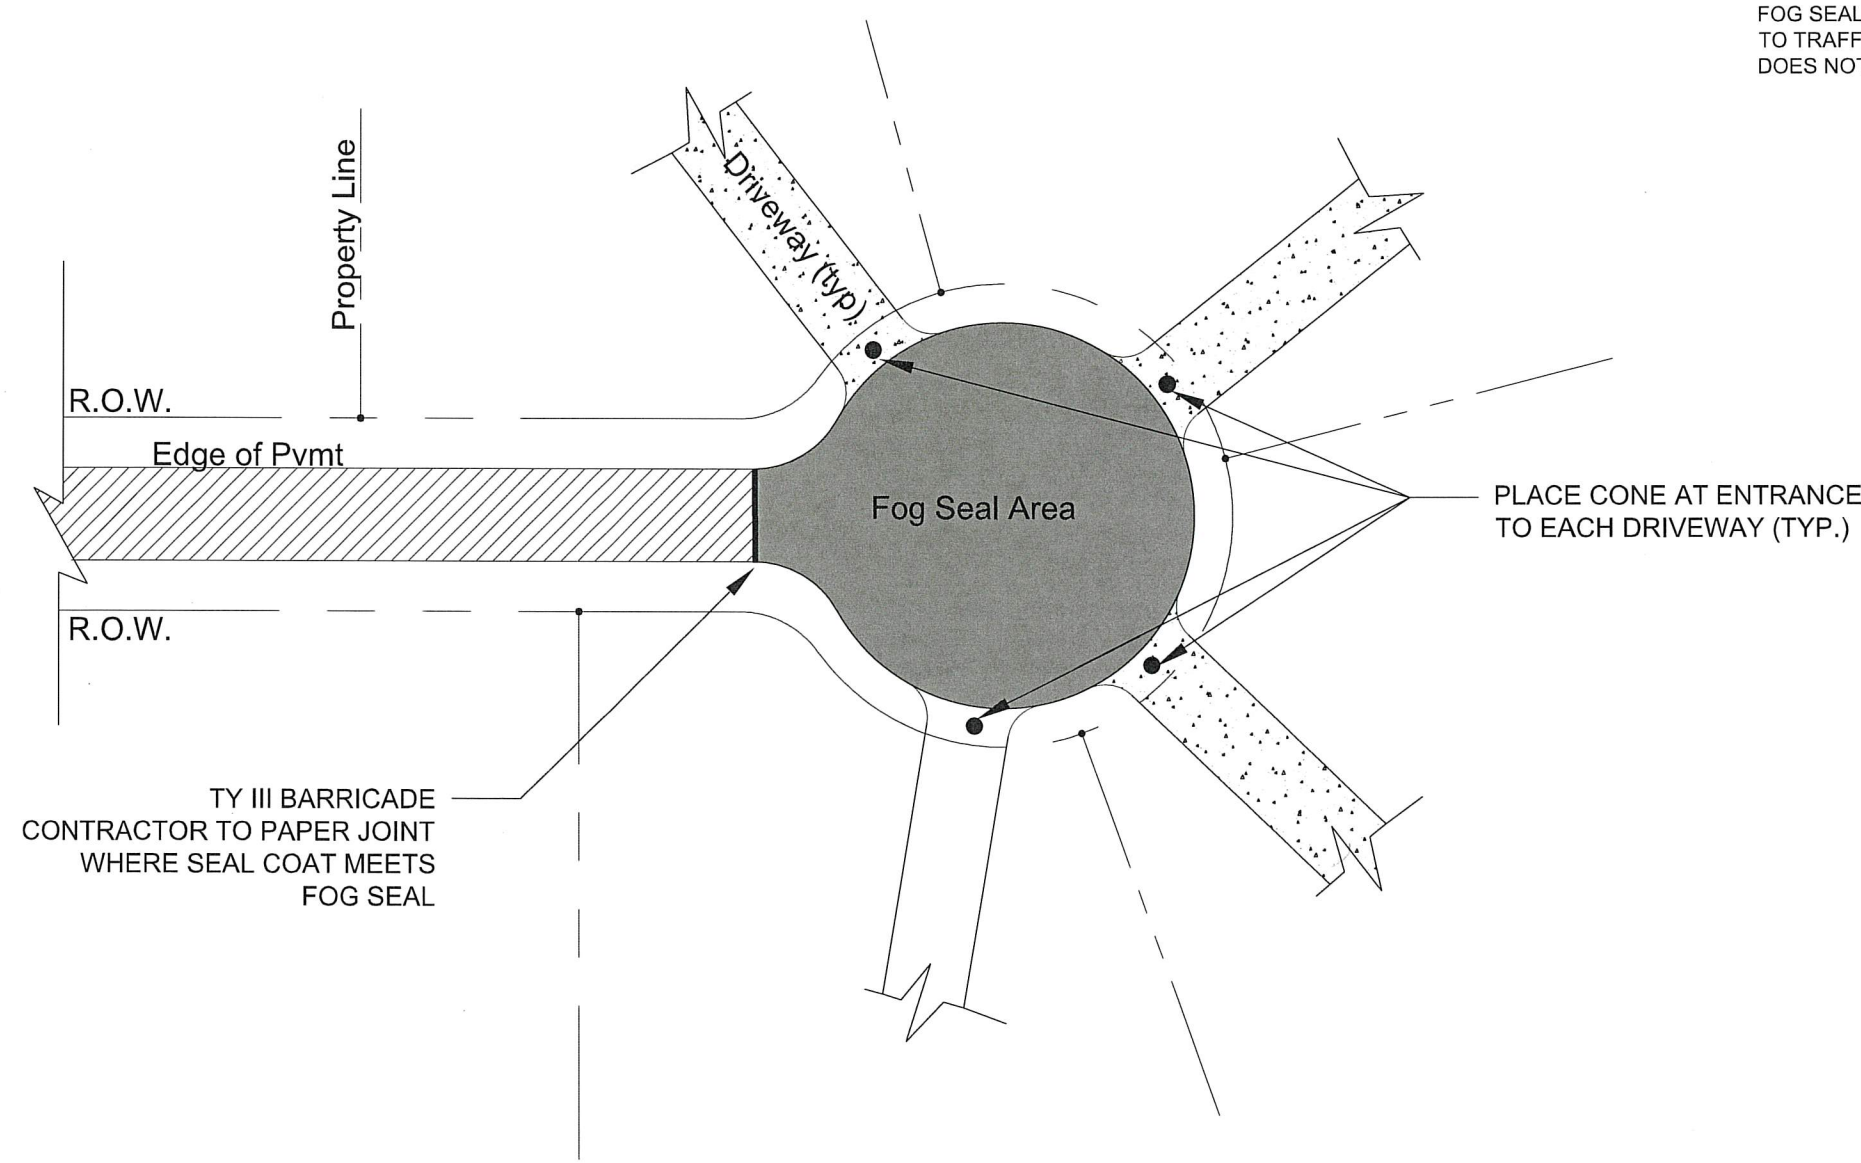 FOG SEAL
TO TRAFF
DOES NOT
Property Line
Driveway (typ).
R.O.W.
Edge of Pvmt
Fog Seal Area
PLACE CONE AT ENTRANCE
TO EACH DRIVEWAY (TYP.)
R.O.W.
TY III BARRICADE
CONTRACTOR TO PAPER JOINT
WHERE SEAL COAT MEETS
FOG SEAL